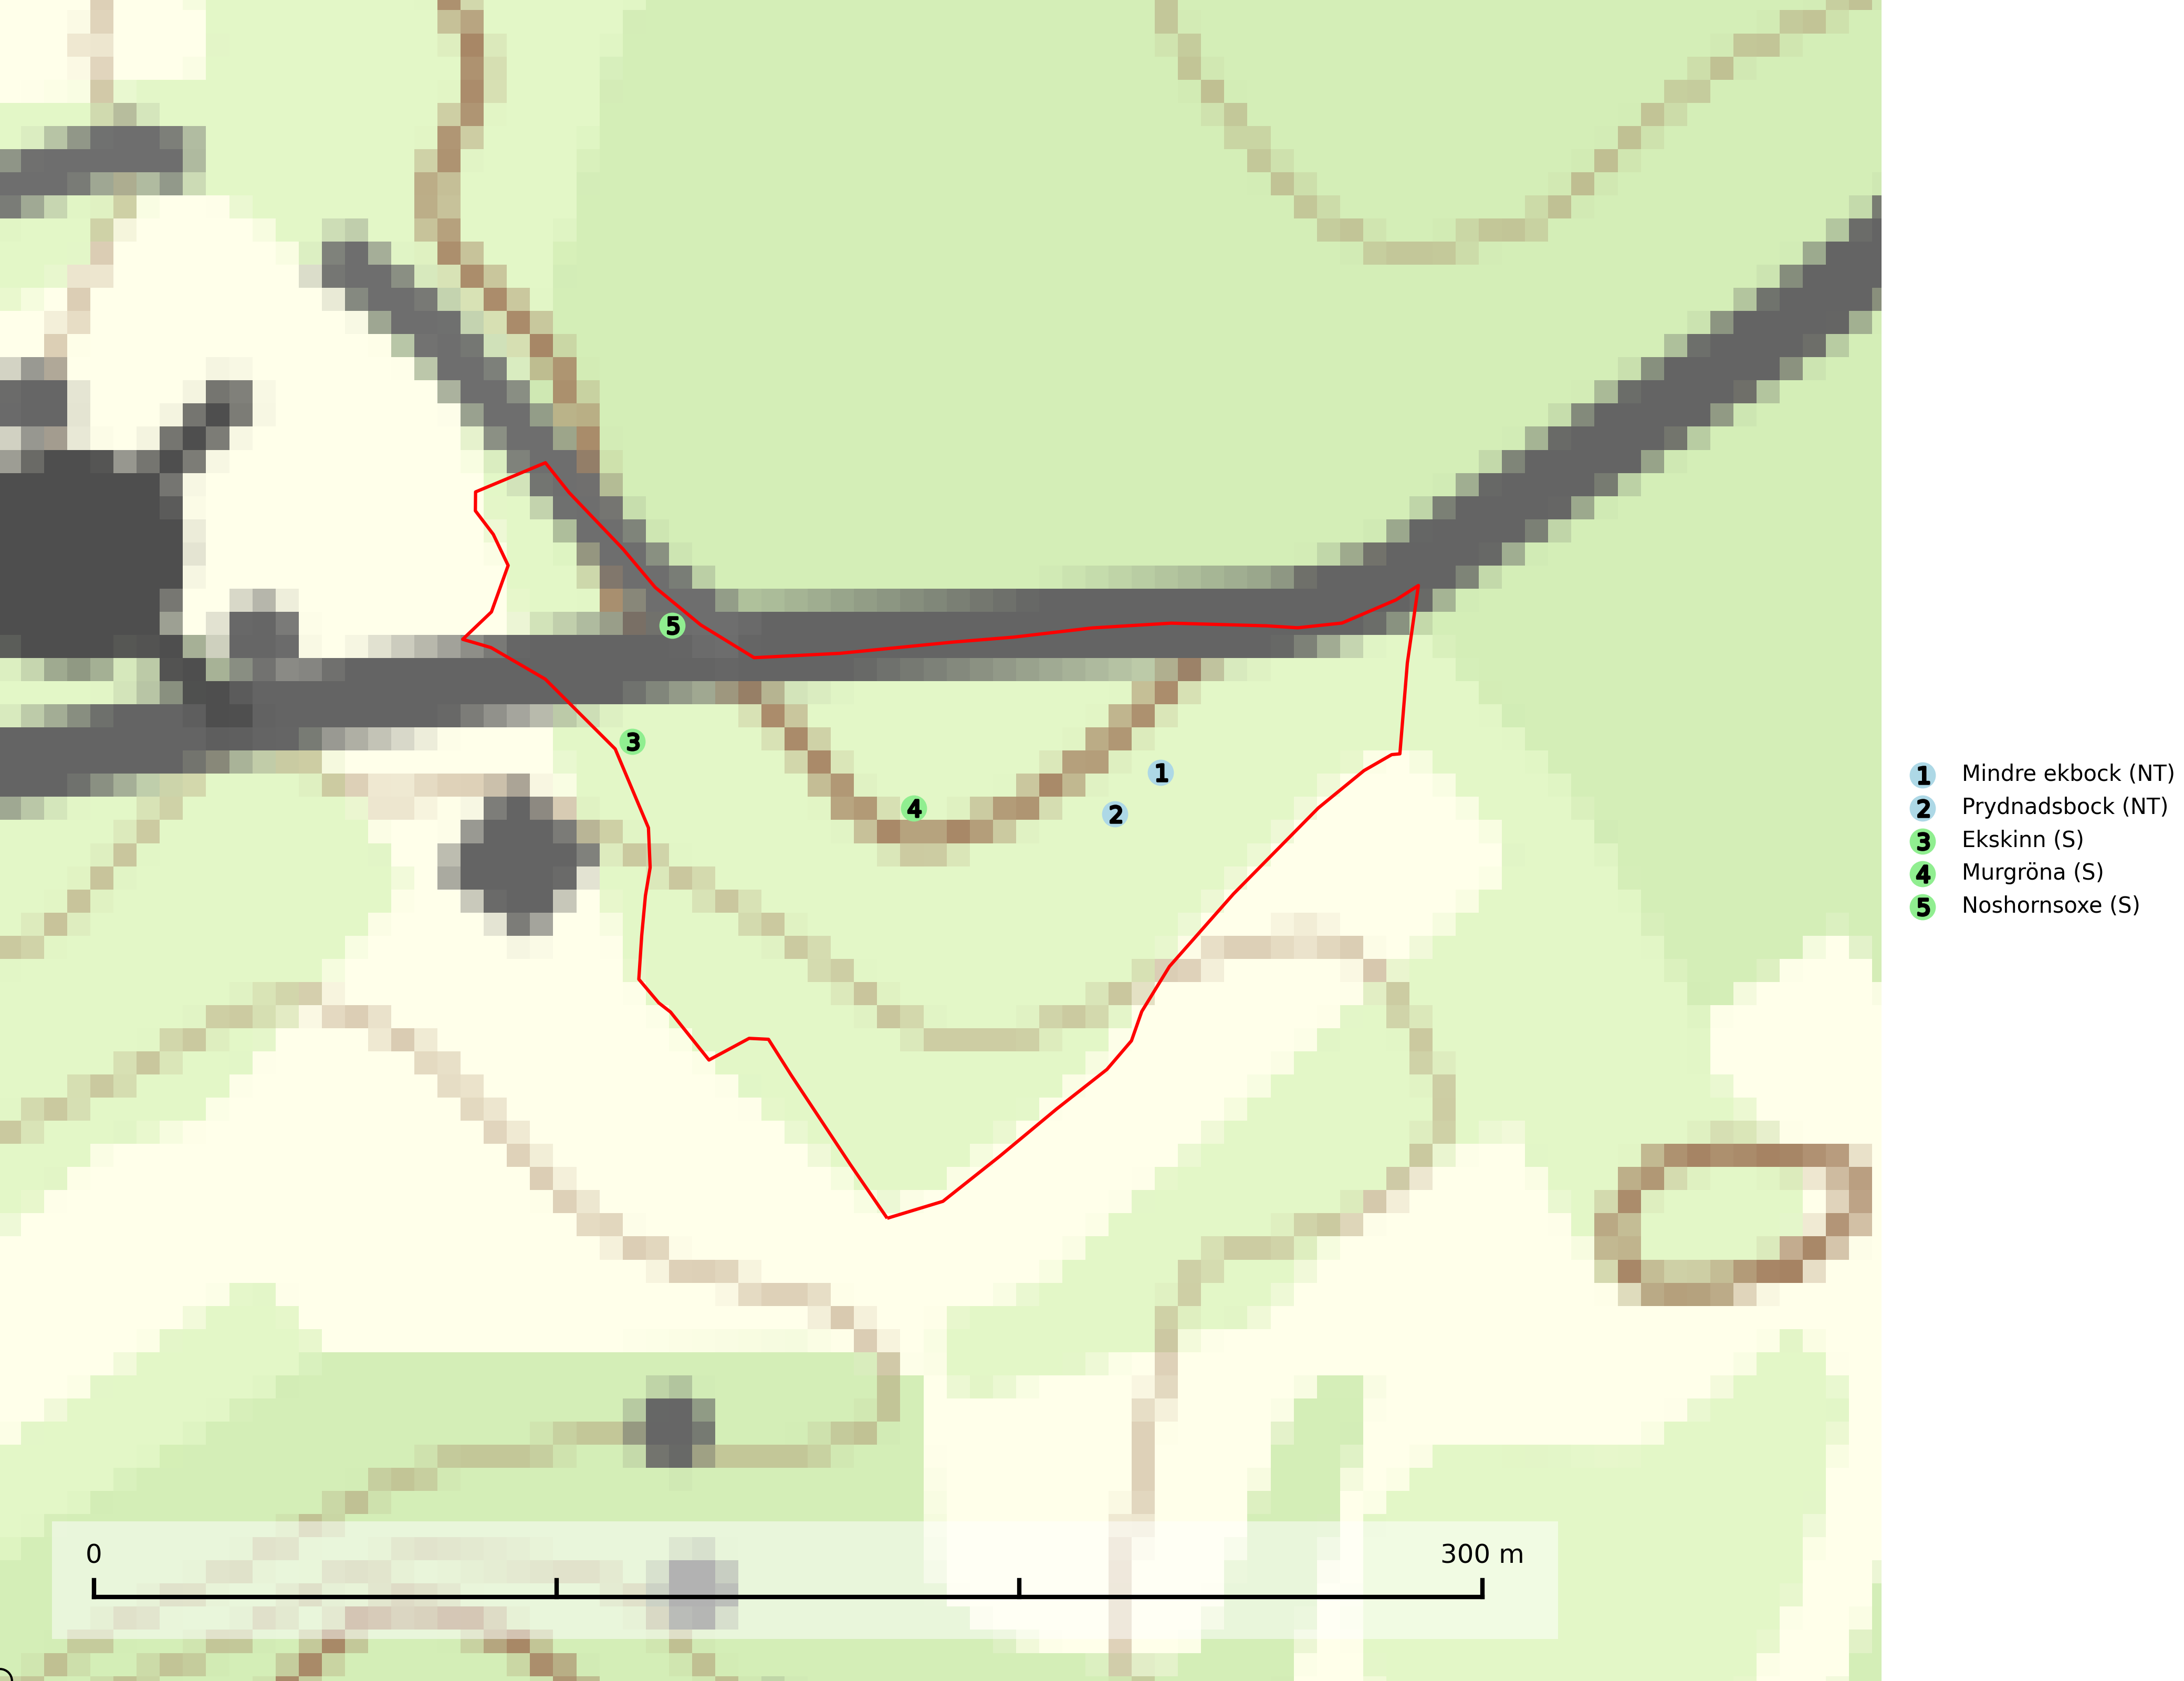 5
3
1
4
2
1 Mindre ekbock (NT)
2 Prydnadsbock (NT)
3 Ekskinn (S)
4 Murgröna (S)
5 Noshornsoxe (S)
0 300 m